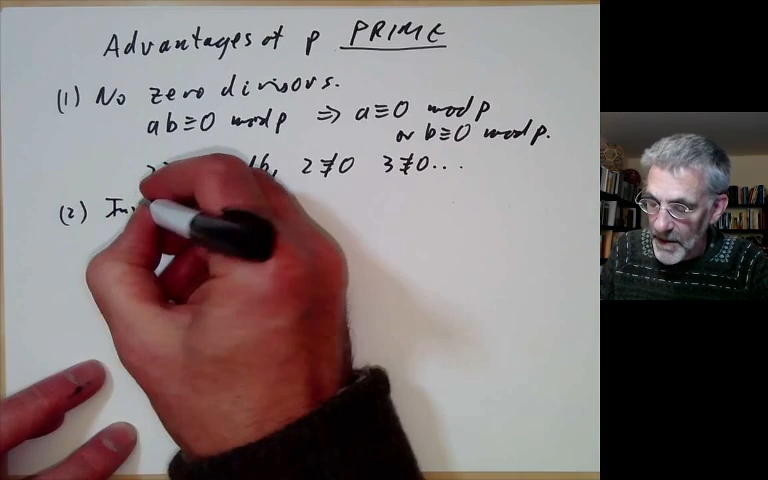 Advantages of p PRIME
(1) No zero divisors.
ab≡0 mod p ⇒ a≡0 mod p
or b≡0 mod p.
2≢0 3≢0...
(2)